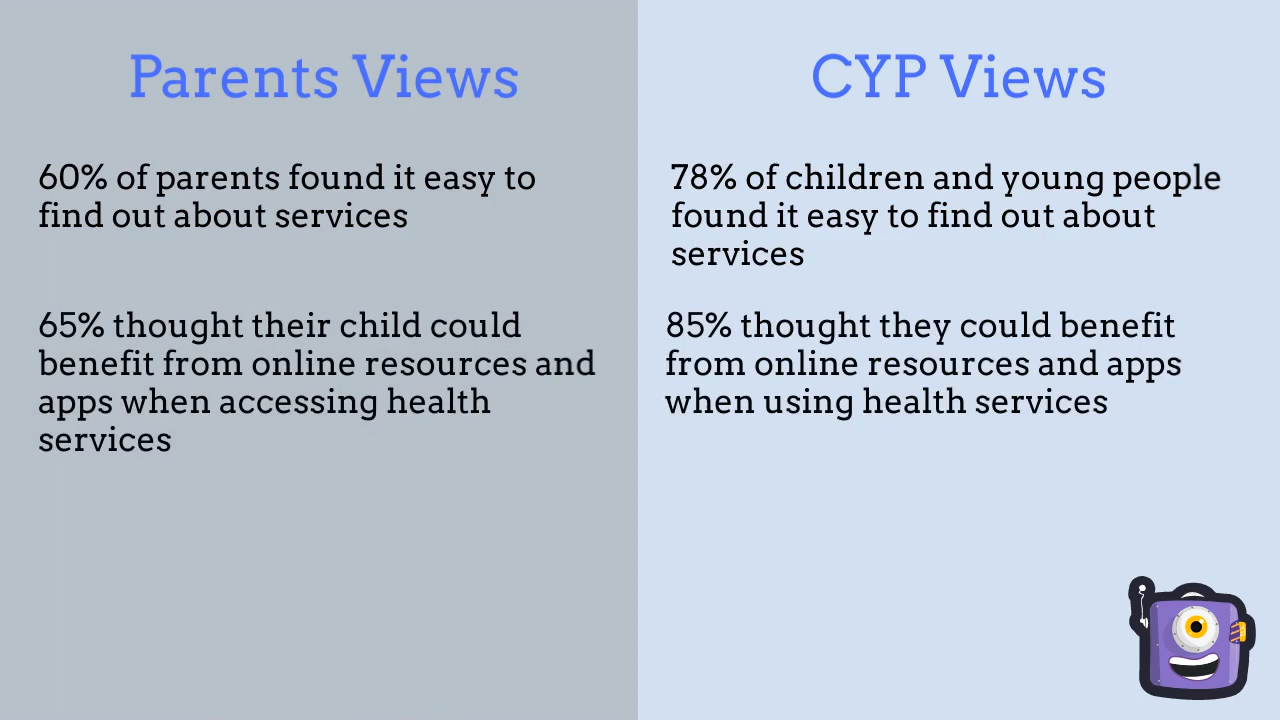 Parents Views
60% of parents found it easy to
find out about services
65% thought their child could
benefit from online resources and
apps when accessing health
services
CYP Views
78% of children and young people
found it easy to find out about
services
85% thought they could benefit
from online resources and apps
when using health services